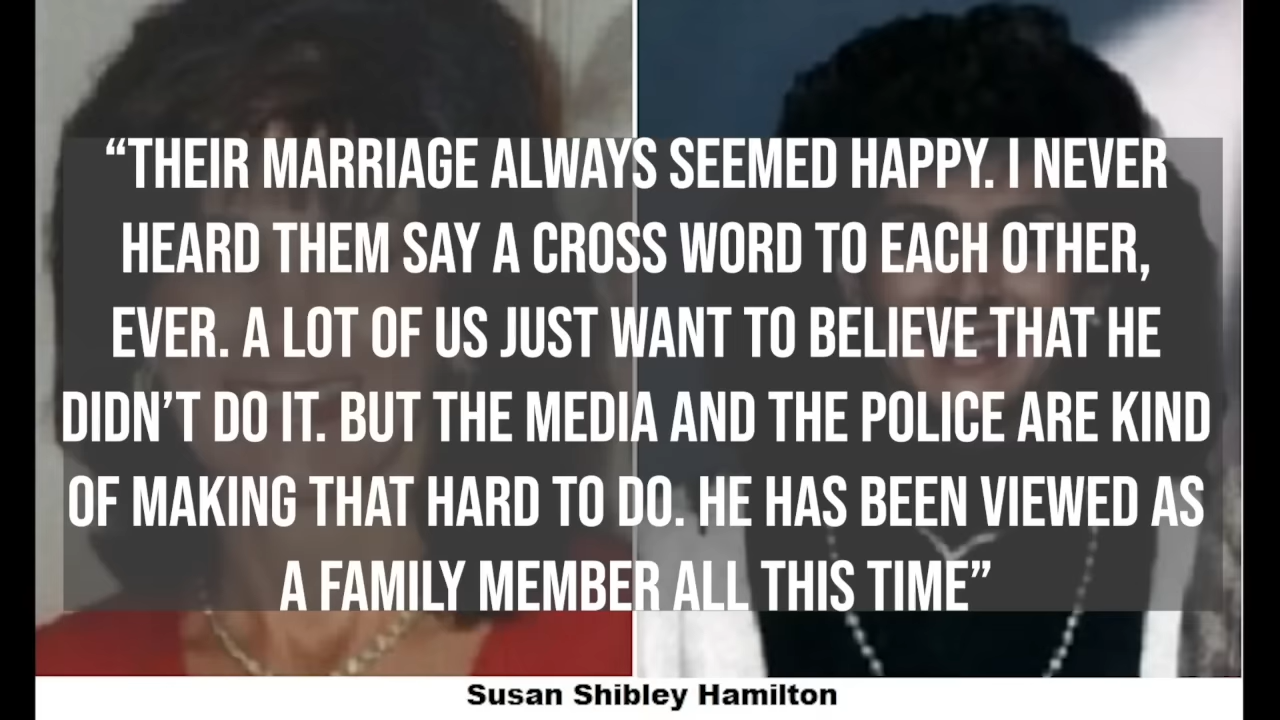 “THEIR MARRIAGE ALWAYS SEEMED HAPPY. I NEVER
HEARD THEM SAY A CROSS WORD TO EACH OTHER,
EVER. A LOT OF US JUST WANT TO BELIEVE THAT HE
DIDN’T DO IT. BUT THE MEDIA AND THE POLICE ARE KIND
OF MAKING THAT HARD TO DO. HE HAS BEEN VIEWED AS
A FAMILY MEMBER ALL THIS TIME”
Susan Shibley Hamilton